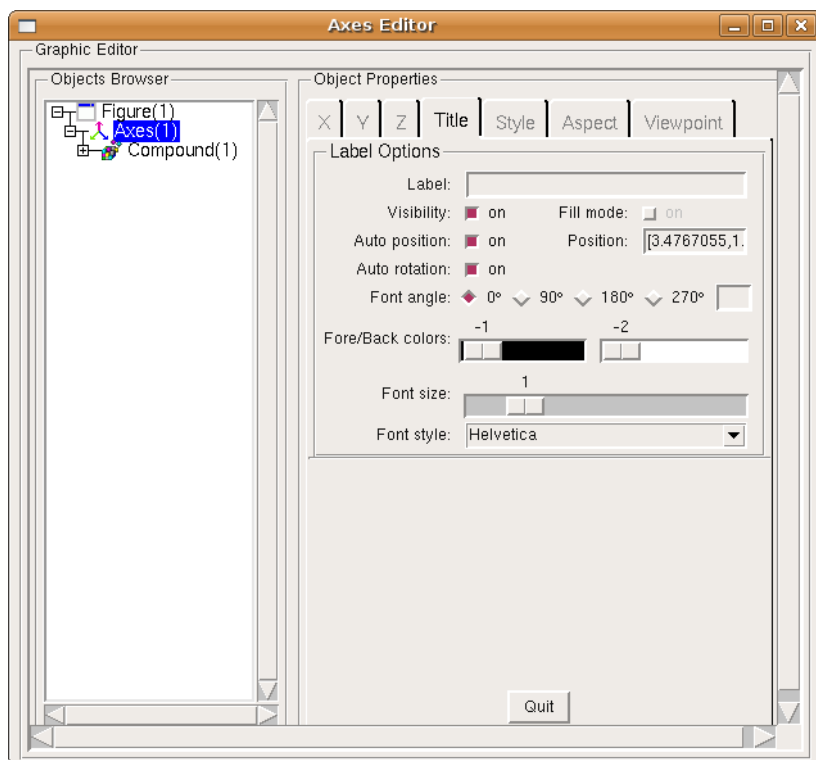 Axes Editor
Graphic Editor
Objects Browser
Figure(1)
Axes(1)
Compound(1)
Object Properties
X Y Z Title Style Aspect Viewpoint
Label Options
Label:
Visibility: on Fill mode: on
Auto position: on Position: [3.4767055,1.
Auto rotation: on
Font angle: 0° 90° 180° 270°
-1 -2
Fore/Back colors:
1
Font size:
Font style: Helvetica
Quit